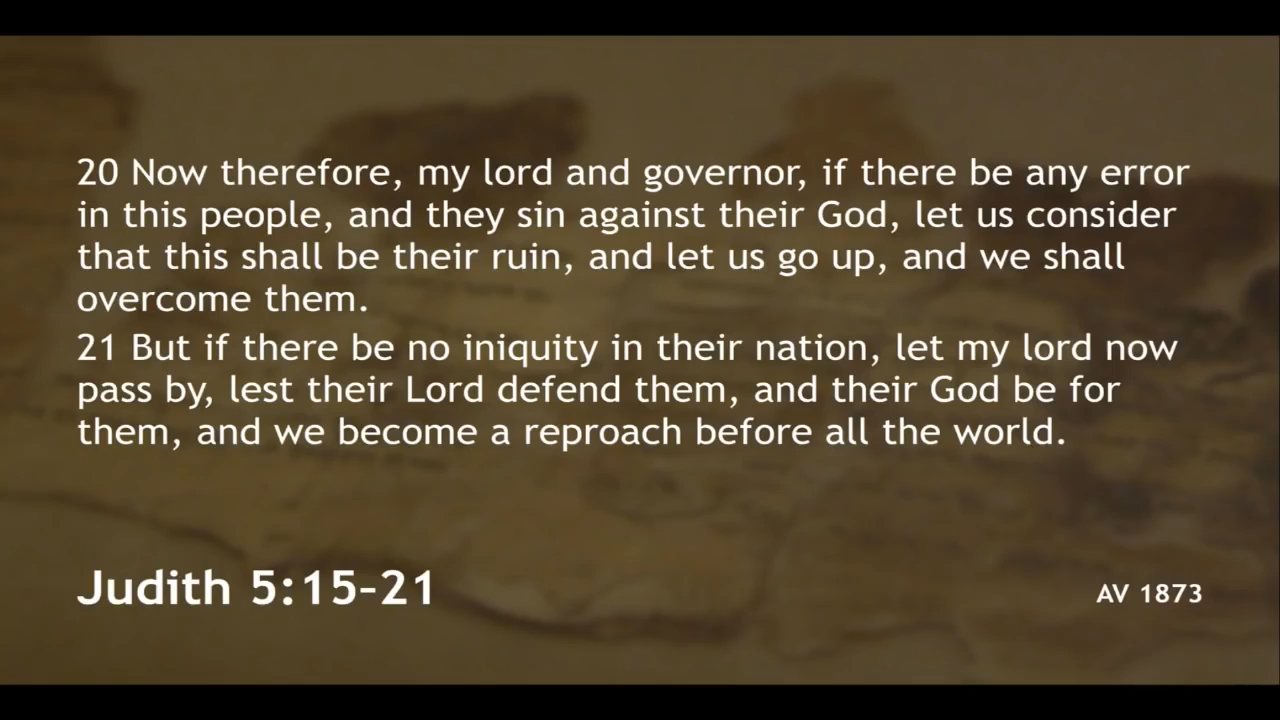 20 Now therefore, my lord and governor, if there be any error
in this people, and they sin against their God, let us consider
that this shall be their ruin, and let us go up, and we shall
overcome them.
21 But if there be no iniquity in their nation, let my lord now
pass by, lest their Lord defend them, and their God be for
them, and we become a reproach before all the world.
Judith 5:15-21
AV 1873